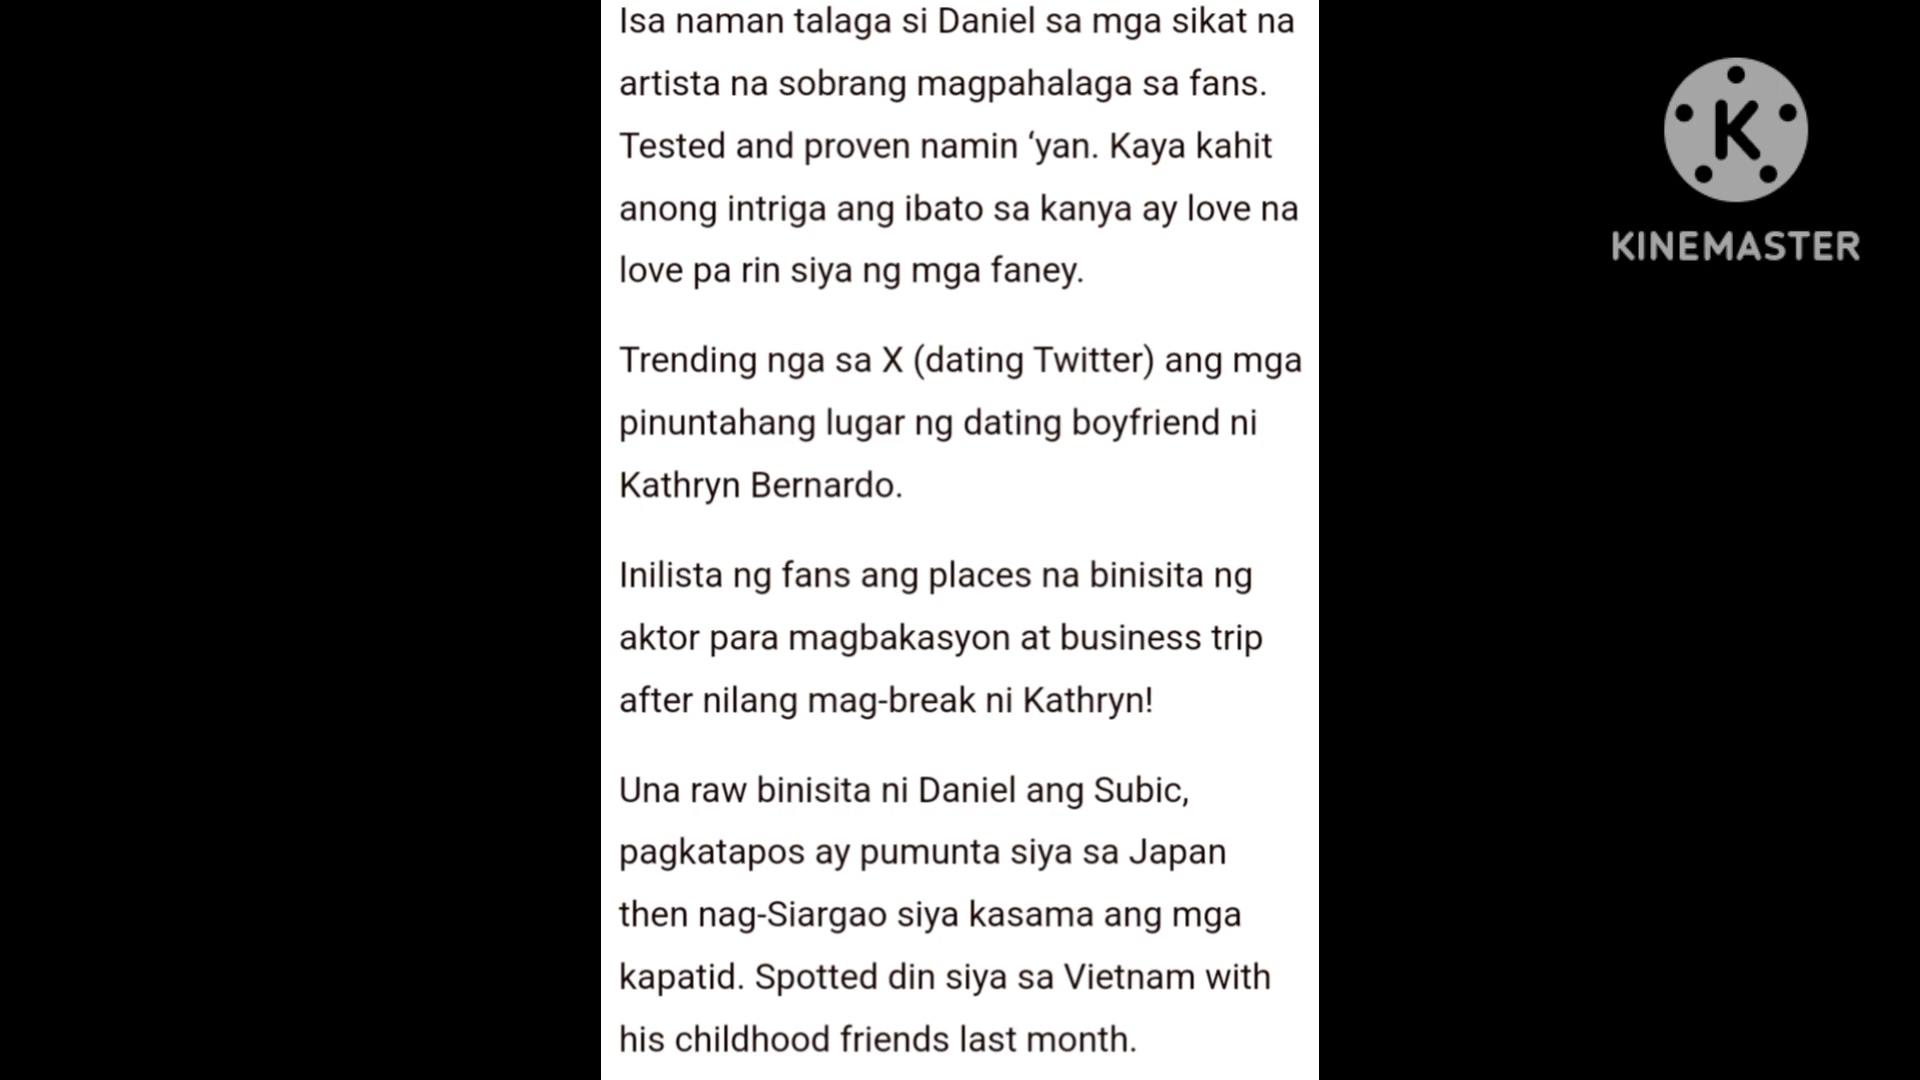 Isa naman talaga si Daniel sa mga sikat na
artista na sobrang magpahalaga sa fans.
Tested and proven namin ‘yan. Kaya kahit
anong intriga ang ibato sa kanya ay love na
love pa rin siya ng mga faney.
Trending nga sa X (dating Twitter) ang mga
pinuntahang lugar ng dating boyfriend ni
Kathryn Bernardo.
Inilista ng fans ang places na binisita ng
aktor para magbakasyon at business trip
after nilang mag-break ni Kathryn!
Una raw binisita ni Daniel ang Subic,
pagkatapos ay pumunta siya sa Japan
then nag-Siargao siya kasama ang mga
kapatid. Spotted din siya sa Vietnam with
his childhood friends last month.
K
KINEMASTER